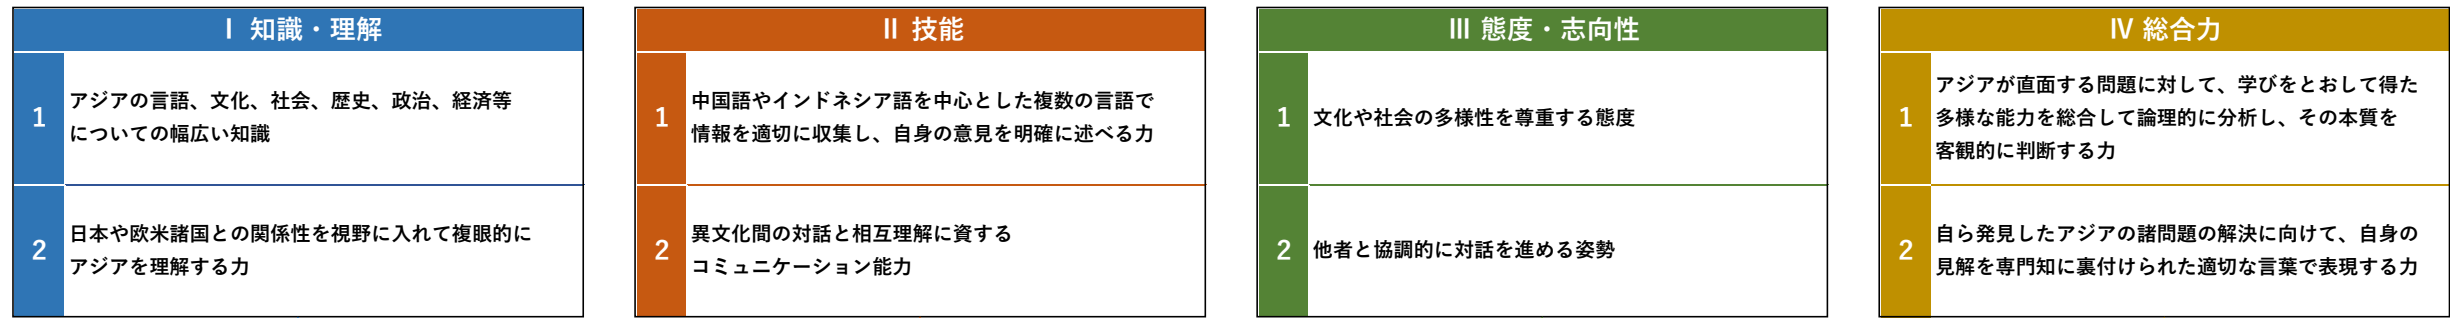 Ⅰ 知識・理解
1
アジアの言語、文化、社会、歴史、政治、経済等
についての幅広い知識
2
日本や欧米諸国との関係性を視野に入れて複眼的に
アジアを理解する力
Ⅱ 技能
1
中国語やインドネシア語を中心とした複数の言語で
情報を適切に収集し、自身の意見を明確に述べる力
2
異文化間の対話と相互理解に資する
コミュニケーション能力
Ⅲ 態度・志向性
1
文化や社会の多様性を尊重する態度
2
他者と協調的に対話を進める姿勢
Ⅳ 総合力
1
アジアが直面する問題に対して、学びをとおして得た
多様な能力を総合して論理的に分析し、その本質を
客観的に判断する力
2
自ら発見したアジアの諸問題の解決に向けて、自身の
見解を専門知に裏付けられた適切な言葉で表現する力